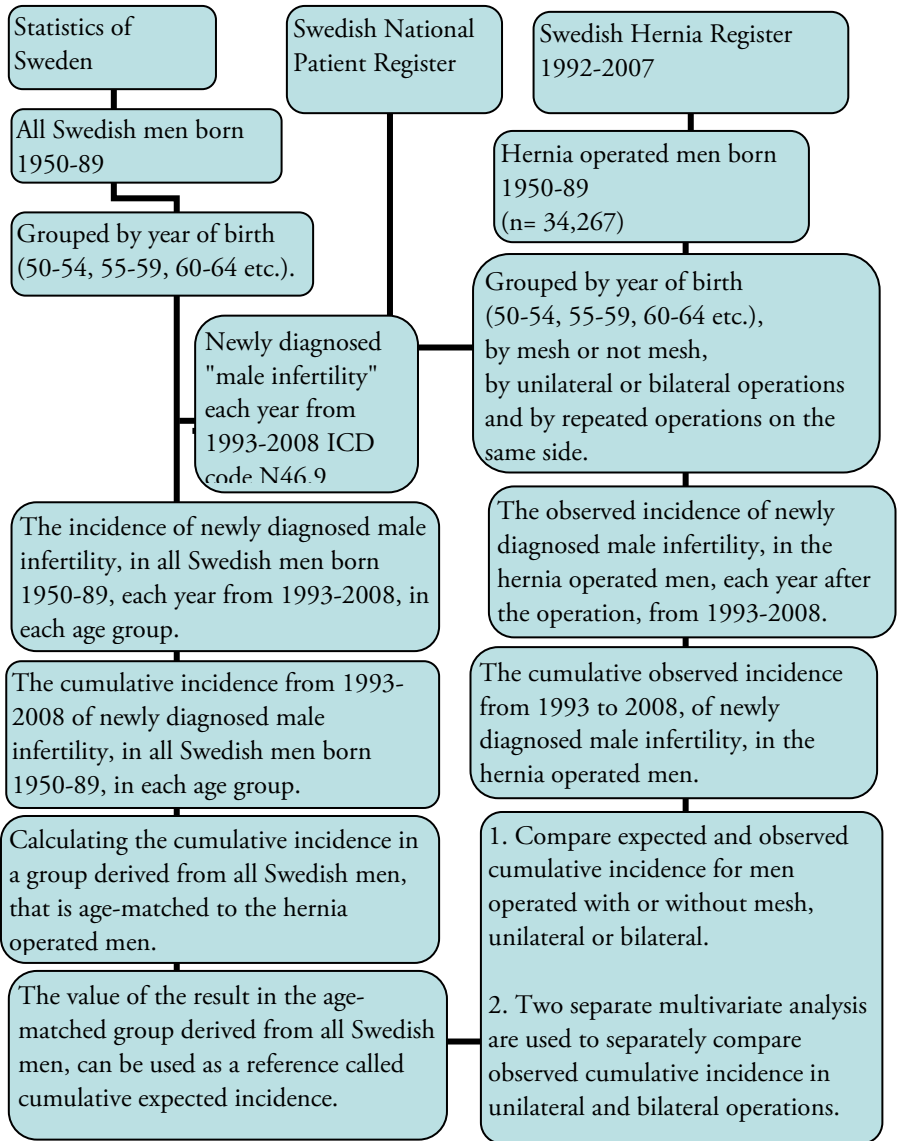 Statistics of
Sweden
Swedish National
Patient Register
Swedish Hernia Register
1992-2007
All Swedish men born
1950-89
Hernia operated men born
1950-89
(n= 34,267)
Grouped by year of birth
(50-54, 55-59, 60-64 etc.).
Grouped by year of birth
(50-54, 55-59, 60-64 etc.),
by mesh or not mesh,
by unilateral or bilateral operations
and by repeated operations on the
same side.
Newly diagnosed
"male infertility"
each year from
1993-2008 ICD
code N46.9
The incidence of newly diagnosed male
infertility, in all Swedish men born
1950-89, each year from 1993-2008, in
each age group.
The observed incidence of newly
diagnosed male infertility, in the
hernia operated men, each year after
the operation, from 1993-2008.
The cumulative incidence from 1993-
2008 of newly diagnosed male
infertility, in all Swedish men born
1950-89, in each age group.
The cumulative observed incidence
from 1993 to 2008, of newly
diagnosed male infertility, in the
hernia operated men.
Calculating the cumulative incidence in
a group derived from all Swedish men,
that is age-matched to the hernia
operated men.
The value of the result in the age-
matched group derived from all Swedish
men, can be used as a reference called
cumulative expected incidence.
1. Compare expected and observed
cumulative incidence for men
operated with or without mesh,
unilateral or bilateral.
2. Two separate multivariate analysis
are used to separately compare
observed cumulative incidence in
unilateral and bilateral operations.